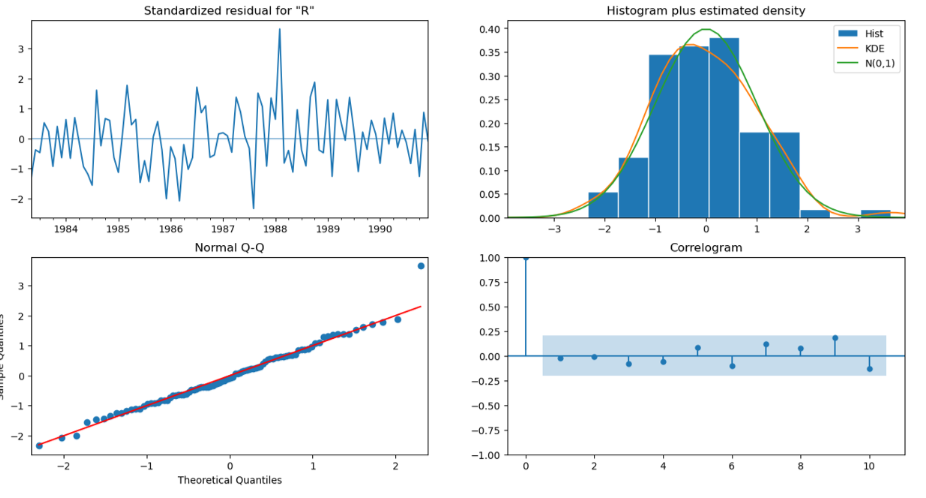 Standardized residual for "R"
3
2
1
0
−1
−2
1984 1985 1986 1987 1988 1989 1990
Histogram plus estimated density
0.40
0.35
0.30
0.25
0.20
0.15
0.10
0.05
0.00
−3 −2 −1 0 1 2 3
Hist
KDE
N(0,1)
Normal Q-Q
Sample Quantiles
3
2
1
0
−1
−2
−2 −1 0 1 2
Theoretical Quantiles
Correlogram
1.00
0.75
0.50
0.25
0.00
−0.25
−0.50
−0.75
−1.00
0 2 4 6 8 10